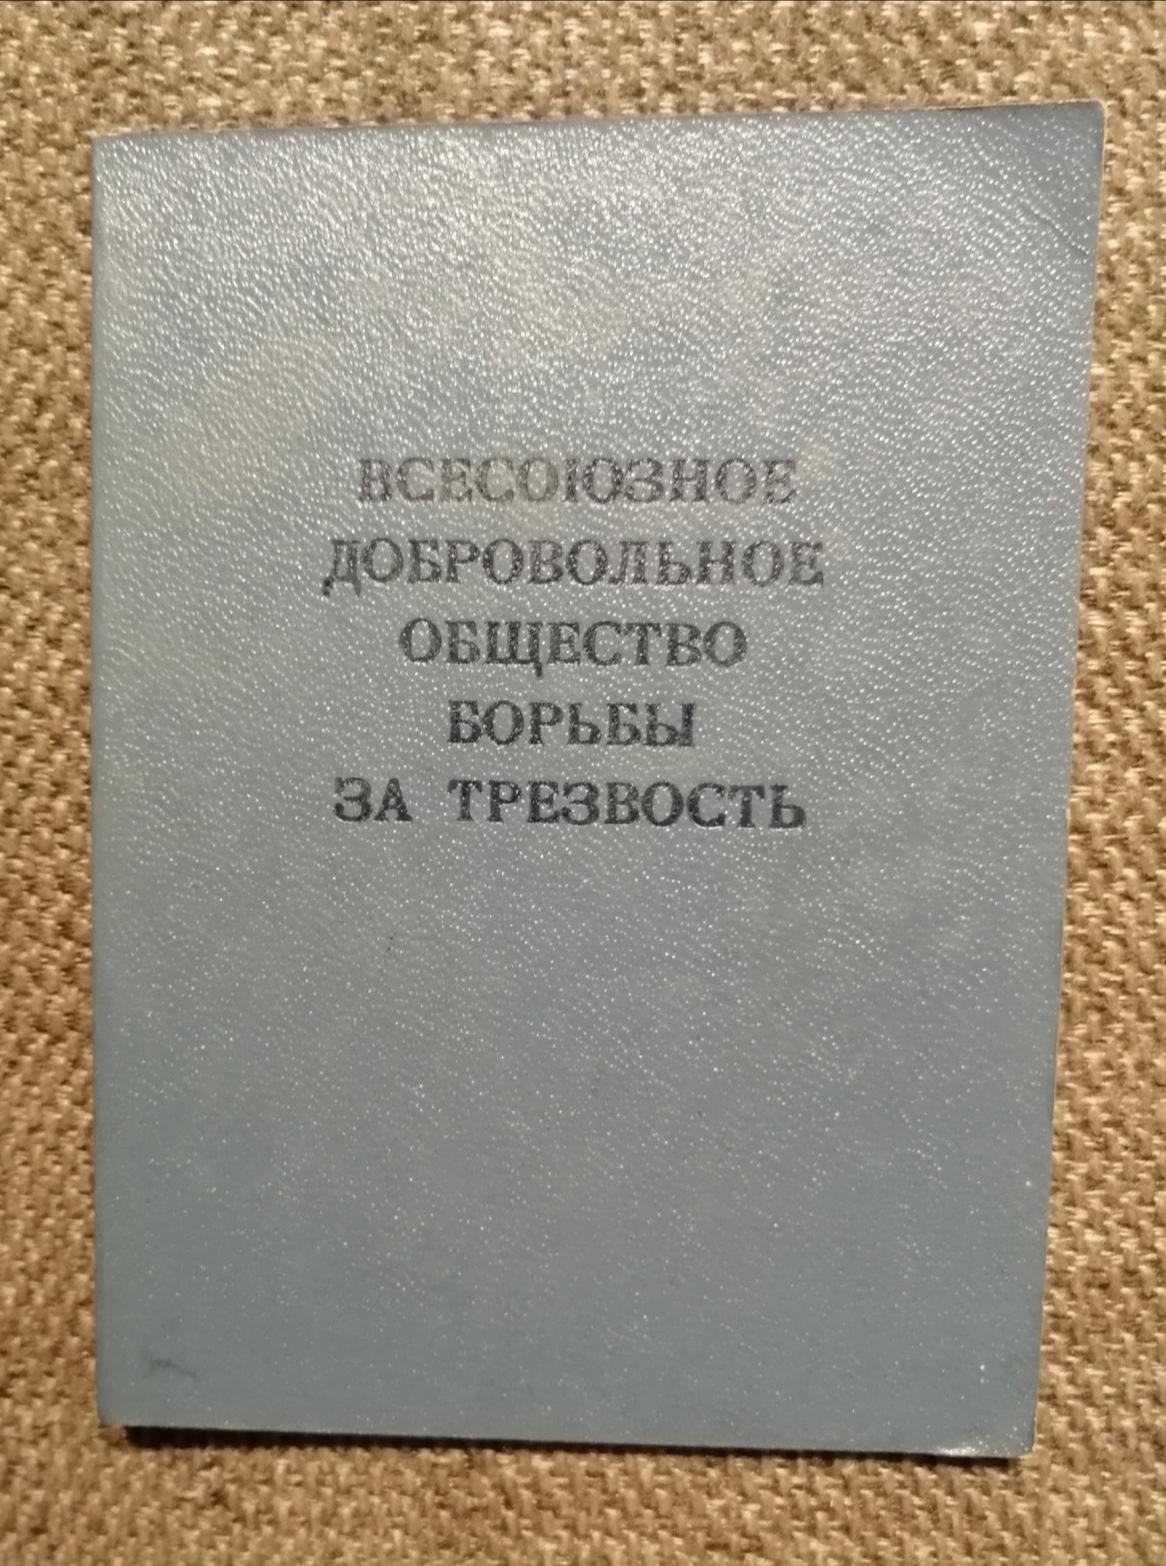 ВСЕСОЮЗНОЕ
ДОБРОВОЛЬНОЕ
ОБЩЕСТВО
БОРЬБЫ
ЗА ТРЕЗВОСТЬ